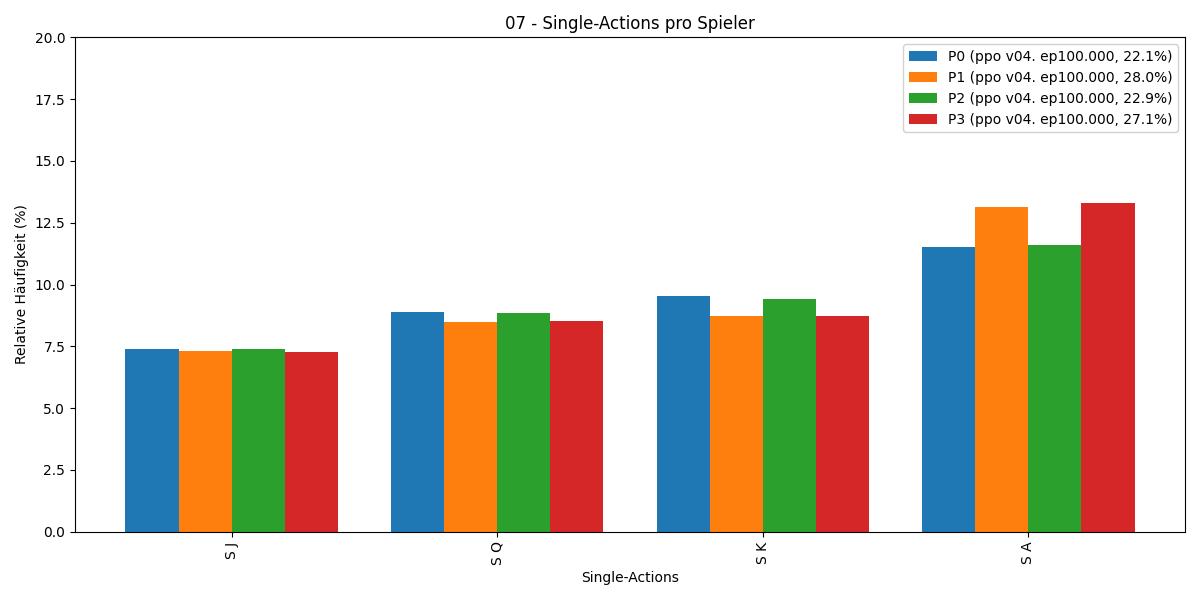 07 - Single-Actions pro Spieler
20.0
17.5
15.0
12.5
10.0
7.5
5.0
2.5
0.0
Relative Häufigkeit (%)
P0 (ppo v04. ep100.000, 22.1%)
P1 (ppo v04. ep100.000, 28.0%)
P2 (ppo v04. ep100.000, 22.9%)
P3 (ppo v04. ep100.000, 27.1%)
S J
S Q
S K
S A
Single-Actions